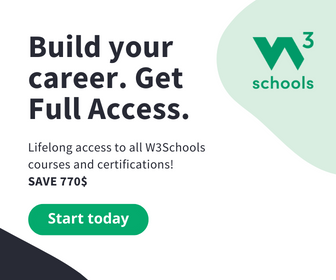 Build your
career. Get
Full Access.
W3
schools
Lifelong access to all W3Schools
courses and certifications!
SAVE 770$
Start today